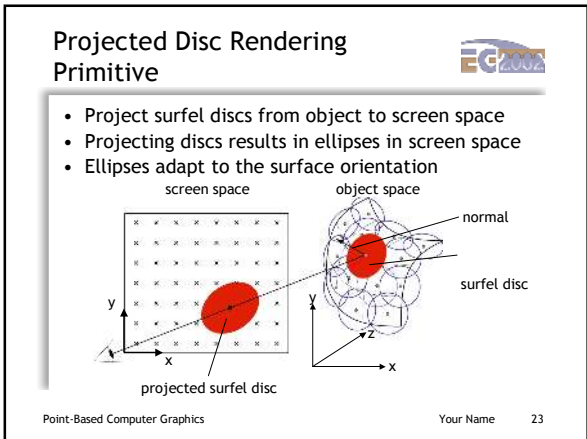 Projected Disc Rendering
Primitive
EG2002
• Project surfel discs from object to screen space
• Projecting discs results in ellipses in screen space
• Ellipses adapt to the surface orientation
screen space
object space
normal
surfel disc
y
x
y
z
x
projected surfel disc
Point-Based Computer Graphics
Your Name
23